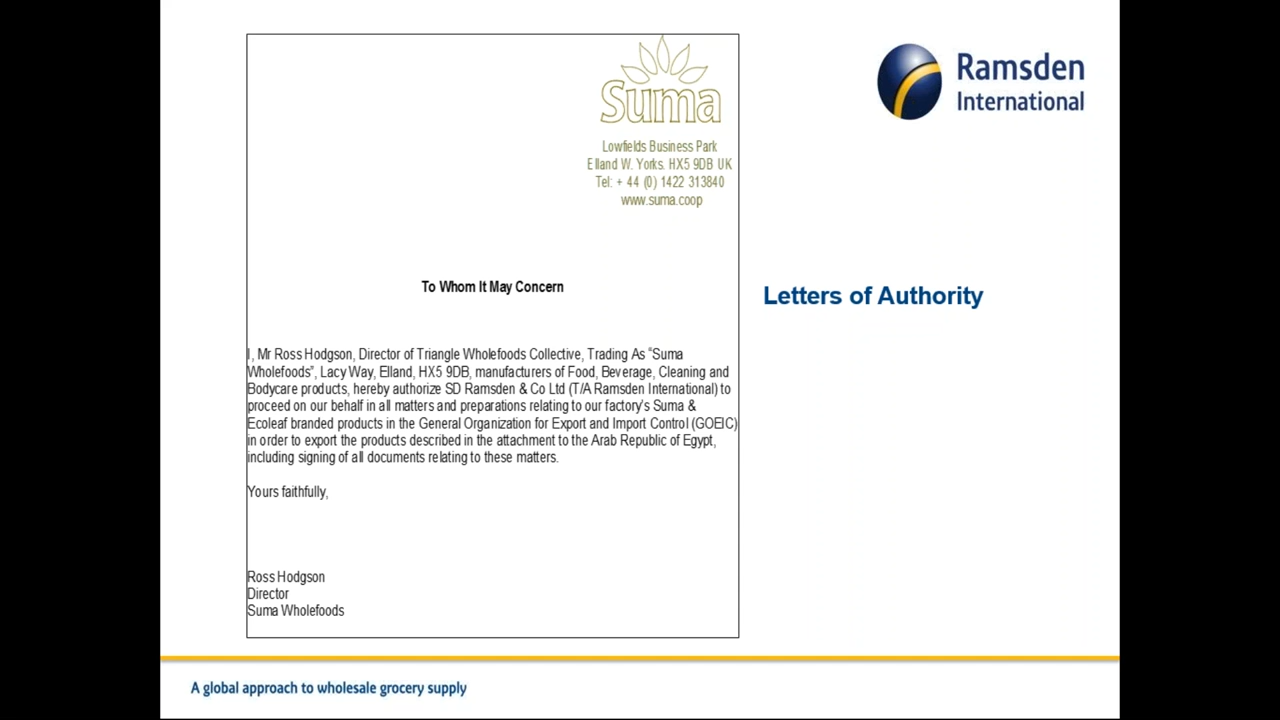 Suma
Lowfields Business Park
Elland W. Yorks. HX5 9DB UK
Tel: + 44 (0) 1422 313840
www.suma.coop
Ramsden
International
To Whom It May Concern
Letters of Authority
I, Mr Ross Hodgson, Director of Triangle Wholefoods Collective, Trading As “Suma
Wholefoods”, Lacy Way, Elland, HX5 9DB, manufacturers of Food, Beverage, Cleaning and
Bodycare products, hereby authorize SD Ramsden & Co Ltd (T/A Ramsden International) to
proceed on our behalf in all matters and preparations relating to our factory’s Suma &
Ecoleaf branded products in the General Organization for Export and Import Control (GOEIC)
in order to export the products described in the attachment to the Arab Republic of Egypt,
including signing of all documents relating to these matters.
Yours faithfully,
Ross Hodgson
Director
Suma Wholefoods
A global approach to wholesale grocery supply